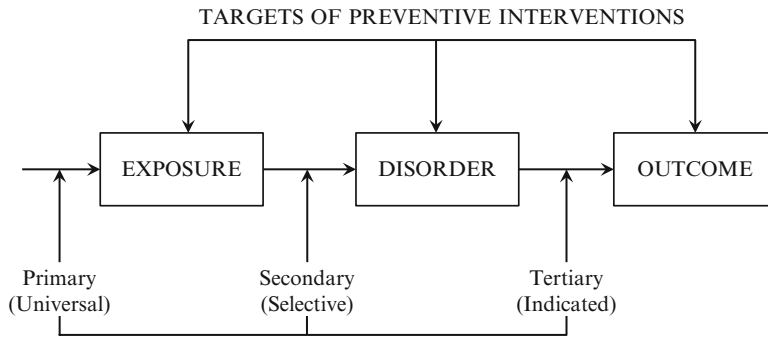 TARGETS OF PREVENTIVE INTERVENTIONS
EXPOSURE
DISORDER
OUTCOME
Primary
(Universal)
Secondary
(Selective)
Tertiary
(Indicated)